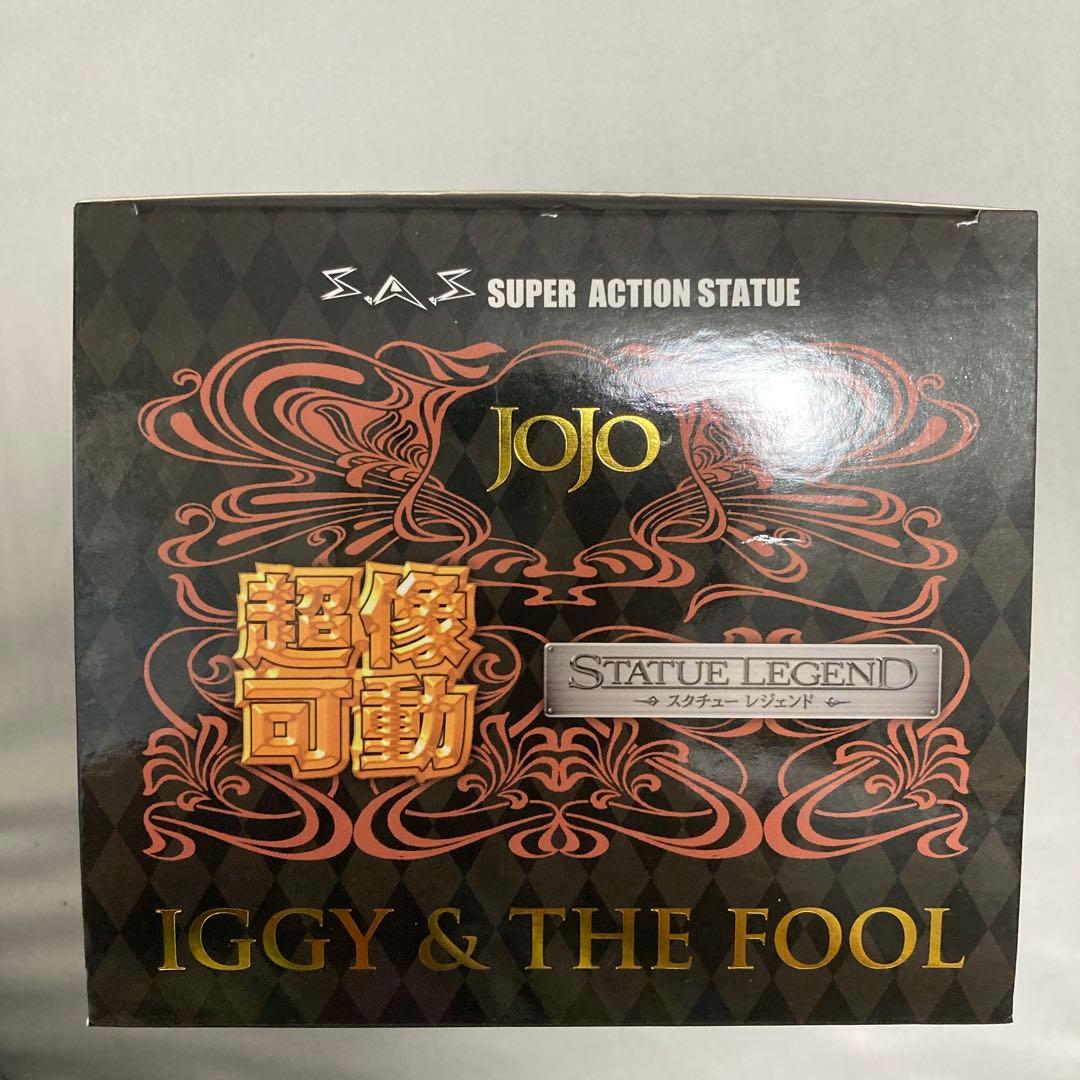 S.A.S SUPER ACTION STATUE
JOJO
超像
可動
STATUE LEGEND
スタチュー レジェンド
IGGY & THE FOOL